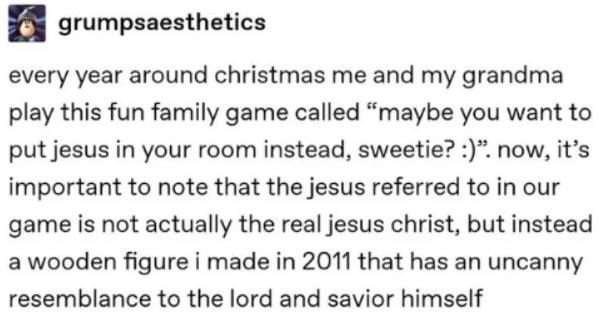 grumpsaesthetics
every year around christmas me and my grandma
play this fun family game called “maybe you want to
put jesus in your room instead, sweetie? :)”. now, it’s
important to note that the jesus referred to in our
game is not actually the real jesus christ, but instead
a wooden figure i made in 2011 that has an uncanny
resemblance to the lord and savior himself